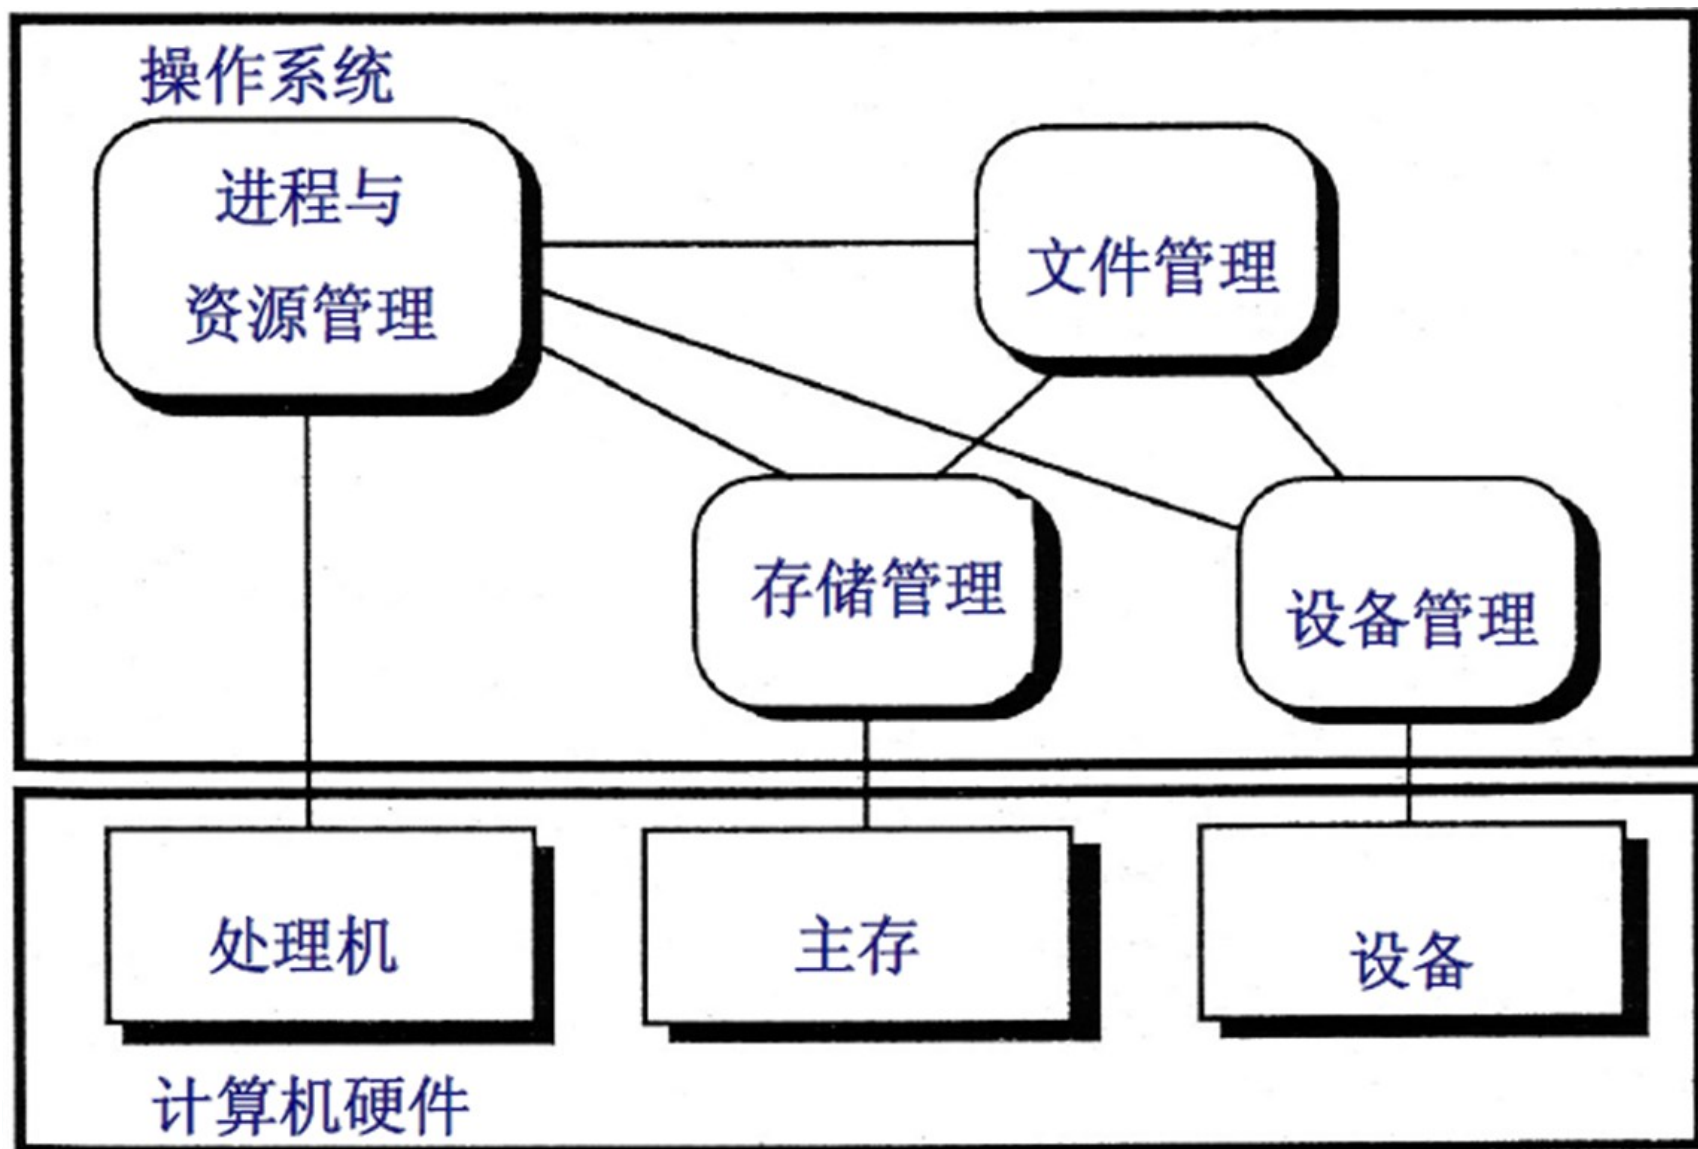 操作系统
进程与
资源管理
文件管理
存储管理
设备管理
处理机
主存
设备
计算机硬件